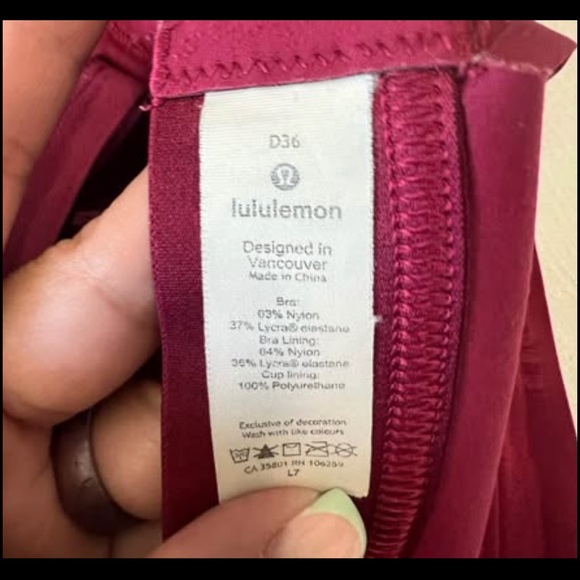 D36
lululemon
Designed in
Vancouver
Made in China
Bra:
63% Nylon
37% Lycra® elastane
Bra Lining:
64% Nylon
36% Lycra® elastane
Cup lining:
100% Polyurethane
Exclusive of decoration
Wash with like colours
CA 35801 RN 106259
L7